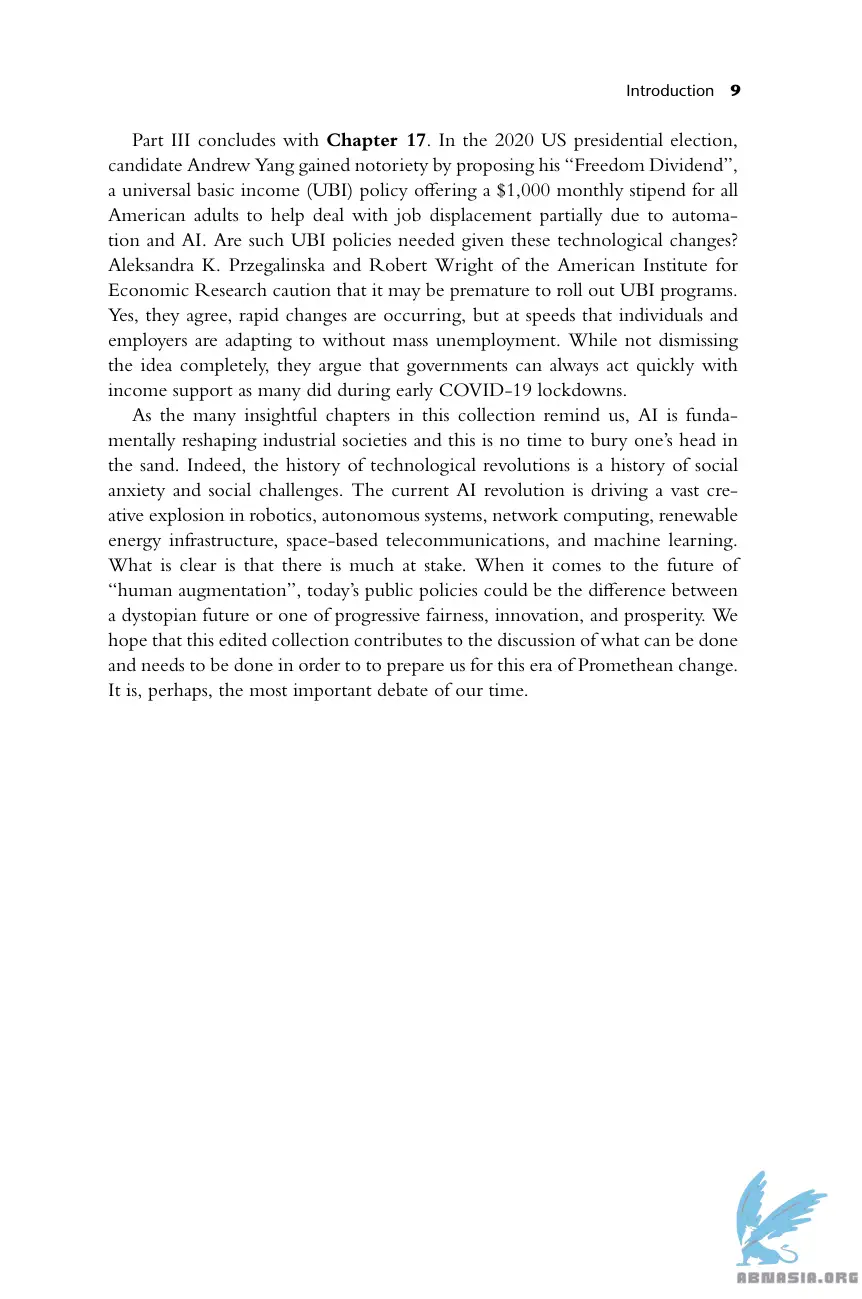 Introduction 9
Part III concludes with Chapter 17. In the 2020 US presidential election,
candidate Andrew Yang gained notoriety by proposing his “Freedom Dividend”,
a universal basic income (UBI) policy offering a $1,000 monthly stipend for all
American adults to help deal with job displacement partially due to automa-
tion and AI. Are such UBI policies needed given these technological changes?
Aleksandra K. Przegalinska and Robert Wright of the American Institute for
Economic Research caution that it may be premature to roll out UBI programs.
Yes, they agree, rapid changes are occurring, but at speeds that individuals and
employers are adapting to without mass unemployment. While not dismissing
the idea completely, they argue that governments can always act quickly with
income support as many did during early COVID-19 lockdowns.
As the many insightful chapters in this collection remind us, AI is funda-
mentally reshaping industrial societies and this is no time to bury one’s head in
the sand. Indeed, the history of technological revolutions is a history of social
anxiety and social challenges. The current AI revolution is driving a vast cre-
ative explosion in robotics, autonomous systems, network computing, renewable
energy infrastructure, space-based telecommunications, and machine learning.
What is clear is that there is much at stake. When it comes to the future of
“human augmentation”, today’s public policies could be the difference between
a dystopian future or one of progressive fairness, innovation, and prosperity. We
hope that this edited collection contributes to the discussion of what can be done
and needs to be done in order to to prepare us for this era of Promethean change.
It is, perhaps, the most important debate of our time.
ABNASIA.ORG